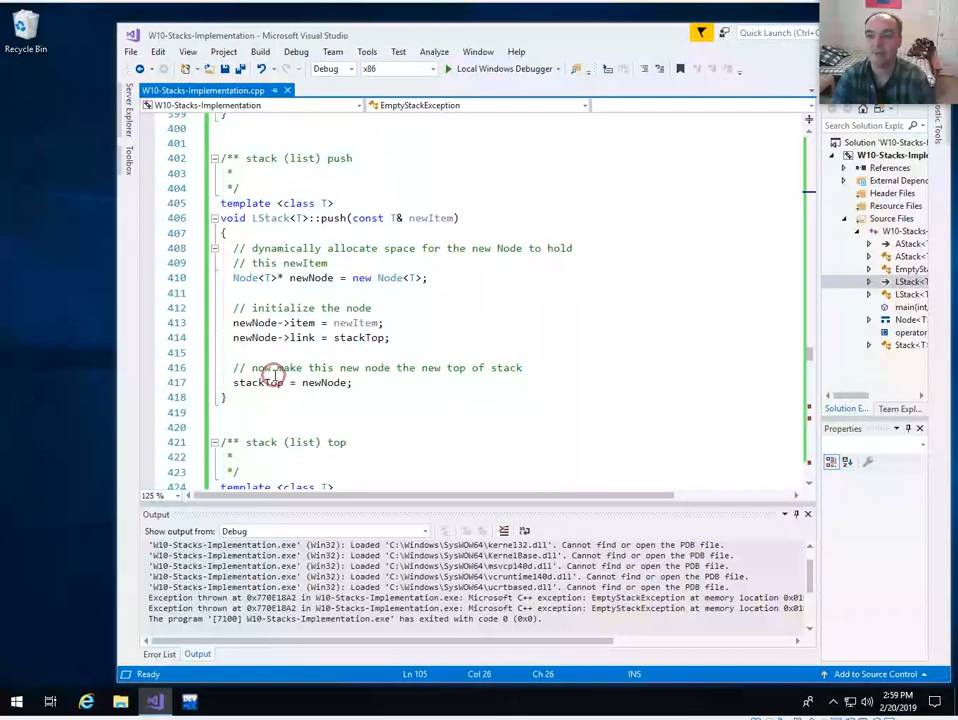 Recycle Bin
W10-Stacks-Implementation - Microsoft Visual Studio
Quick Launch (Ctrl+
File Edit View Project Build Debug Team Tools Test Analyze Window Help
Debug x86 Local Windows Debugger
W10-Stacks-Implementation.cpp
W10-Stacks-Implementation EmptyStackException
Server Explorer
Toolbox
399 }
400
401
402 /** stack (list) push
403 *
404 */
405 template <class T>
406 void LStack<T>::push(const T& newItem)
407 {
408 // dynamically allocate space for the new Node to hold
409 // this newItem
410 Node<T>* newNode = new Node<T>;
411
412 // initialize the node
413 newNode->item = newItem;
414 newNode->link = stackTop;
415
416 // now make this new node the new top of stack
417 stackTop = newNode;
418 }
419
420
421 /** stack (list) top
422 *
423 */
424 template <class T>
125 %
Search Solution Explc
Solution 'W10-Stacks-
W10-Stacks-Imple
References
External Depende
Header Files
Resource Files
Source Files
W10-Stacks-
AStack<T
AStack<T
EmptySta
LStack<T
LStack<T
main(int
Node<T>
operator
Stack<T>
Solution E... Team Expl...
Properties
Output
Show output from: Debug
'W10-Stacks-Implementation.exe' (Win32): Loaded 'C:\Windows\SysWOW64\kernel32.dll'. Cannot find or open the PDB file.
'W10-Stacks-Implementation.exe' (Win32): Loaded 'C:\Windows\SysWOW64\KernelBase.dll'. Cannot find or open the PDB file.
'W10-Stacks-Implementation.exe' (Win32): Loaded 'C:\Windows\SysWOW64\msvcp140d.dll'. Cannot find or open the PDB file.
'W10-Stacks-Implementation.exe' (Win32): Loaded 'C:\Windows\SysWOW64\vcruntime140d.dll'. Cannot find or open the PDB file.
'W10-Stacks-Implementation.exe' (Win32): Loaded 'C:\Windows\SysWOW64\ucrtbased.dll'. Cannot find or open the PDB file.
Exception thrown at 0x770E18A2 in W10-Stacks-Implementation.exe: Microsoft C++ exception: EmptyStackException at memory location 0x01
Exception thrown at 0x770E18A2 in W10-Stacks-Implementation.exe: Microsoft C++ exception: EmptyStackException at memory location 0x01
The program '[7100] W10-Stacks-Implementation.exe' has exited with code 0 (0x0).
Error List Output
Ready Ln 105 Col 26 Ch 26 INS Add to Source Control
DEV
2:59 PM
2/20/2019